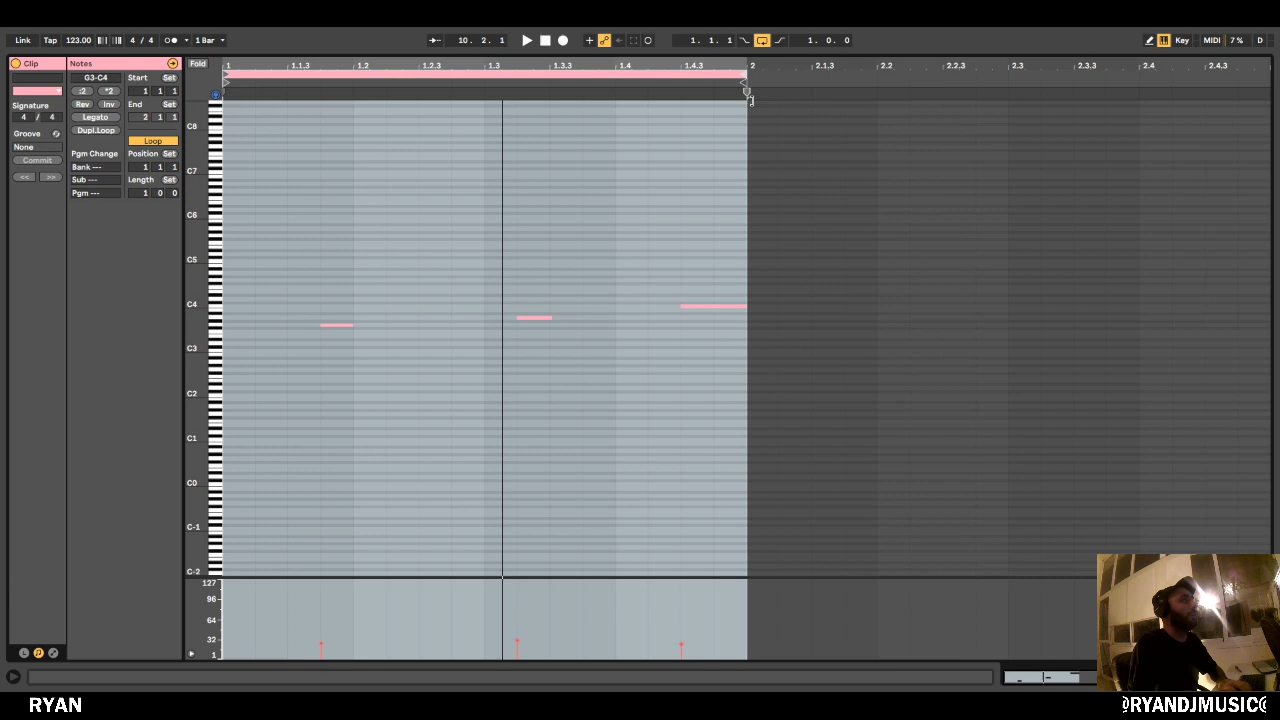 Link Tap 123.00 4 / 4 1 Bar 10. 2. 1 1. 1. 1 1. 0. 0 Key MIDI 7 % D
Clip
Signature
4 /
Groove
None
Commit
<< >>
Notes
G3-C4 Start Set
:2 *2 1 1 1
Rev Inv End Set
Legato 2 1 1
Dupl.Loop
Loop
Pgm Change Position Set
Bank --- 1 1 1
Sub --- Length Set
Pgm --- 1 0 0
Fold 1 1.1.3 1.2 1.2.3 1.3 1.3.3 1.4 1.4.3 2 2.1.3 2.2 2.2.3 2.3 2.3.3 2.4 2.4.3
C8
C7
C6
C5
C4
C3
C2
C1
C0
C-1
C-2
127
96
64
32
1
L
RYAN
@RYANDJMUSIC@